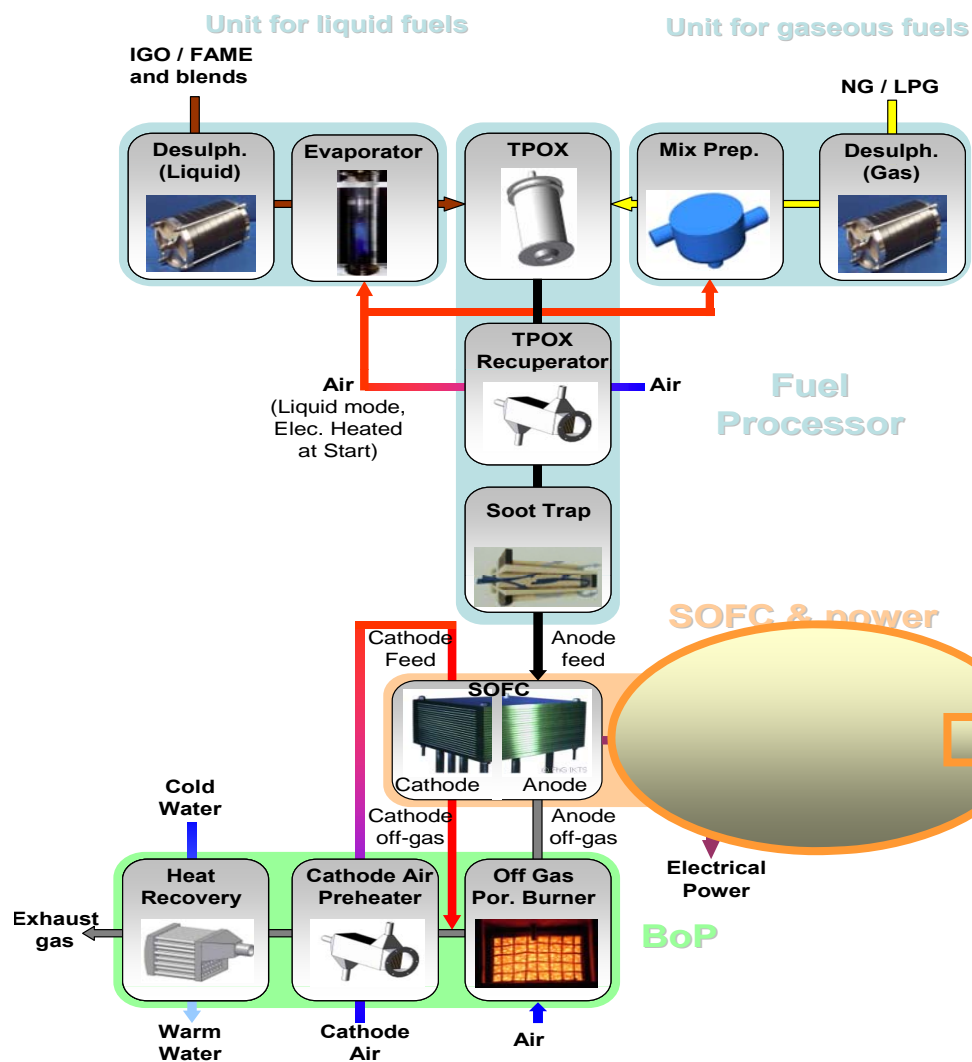 Unit for liquid fuels
Unit for gaseous fuels
IGO / FAME
and blends
NG / LPG
Desulph.
(Liquid)
Evaporator
TPOX
Mix Prep.
Desulph.
(Gas)
TPOX
Recuperator
Air
(Liquid mode,
Elec. Heated
at Start)
Air
Fuel
Processor
Soot Trap
SOFC & power
Cathode
Feed
Anode
feed
SOFC
Cathode
Anode
Cold
Water
Cathode
off-gas
Anode
off-gas
Electrical
Power
Heat
Recovery
Cathode Air
Preheater
Off Gas
Por. Burner
BoP
Exhaust
gas
Warm
Water
Cathode
Air
Air